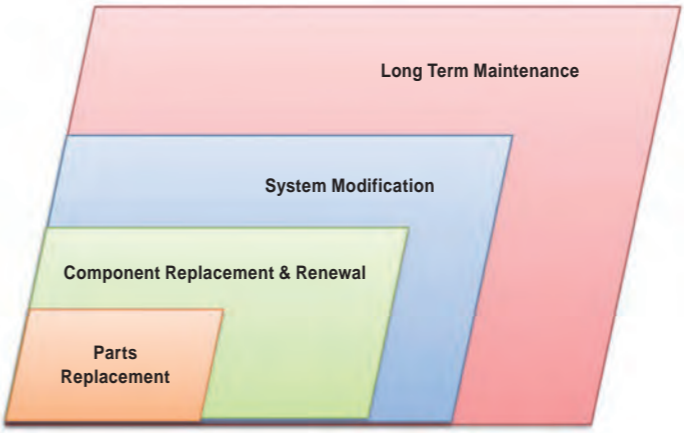 Long Term Maintenance
System Modification
Component Replacement & Renewal
Parts
Replacement